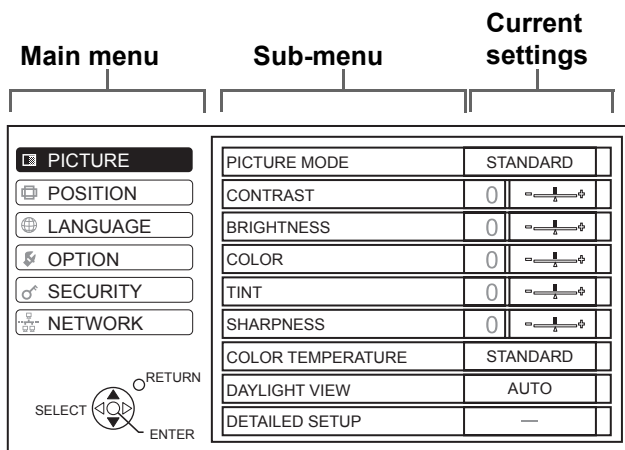 Main menu
Sub-menu
Current
settings
PICTURE
POSITION
LANGUAGE
OPTION
SECURITY
NETWORK
RETURN
SELECT
ENTER
PICTURE MODE STANDARD
CONTRAST 0 - +
BRIGHTNESS 0 - +
COLOR 0 - +
TINT 0 - +
SHARPNESS 0 - +
COLOR TEMPERATURE STANDARD
DAYLIGHT VIEW AUTO
DETAILED SETUP —